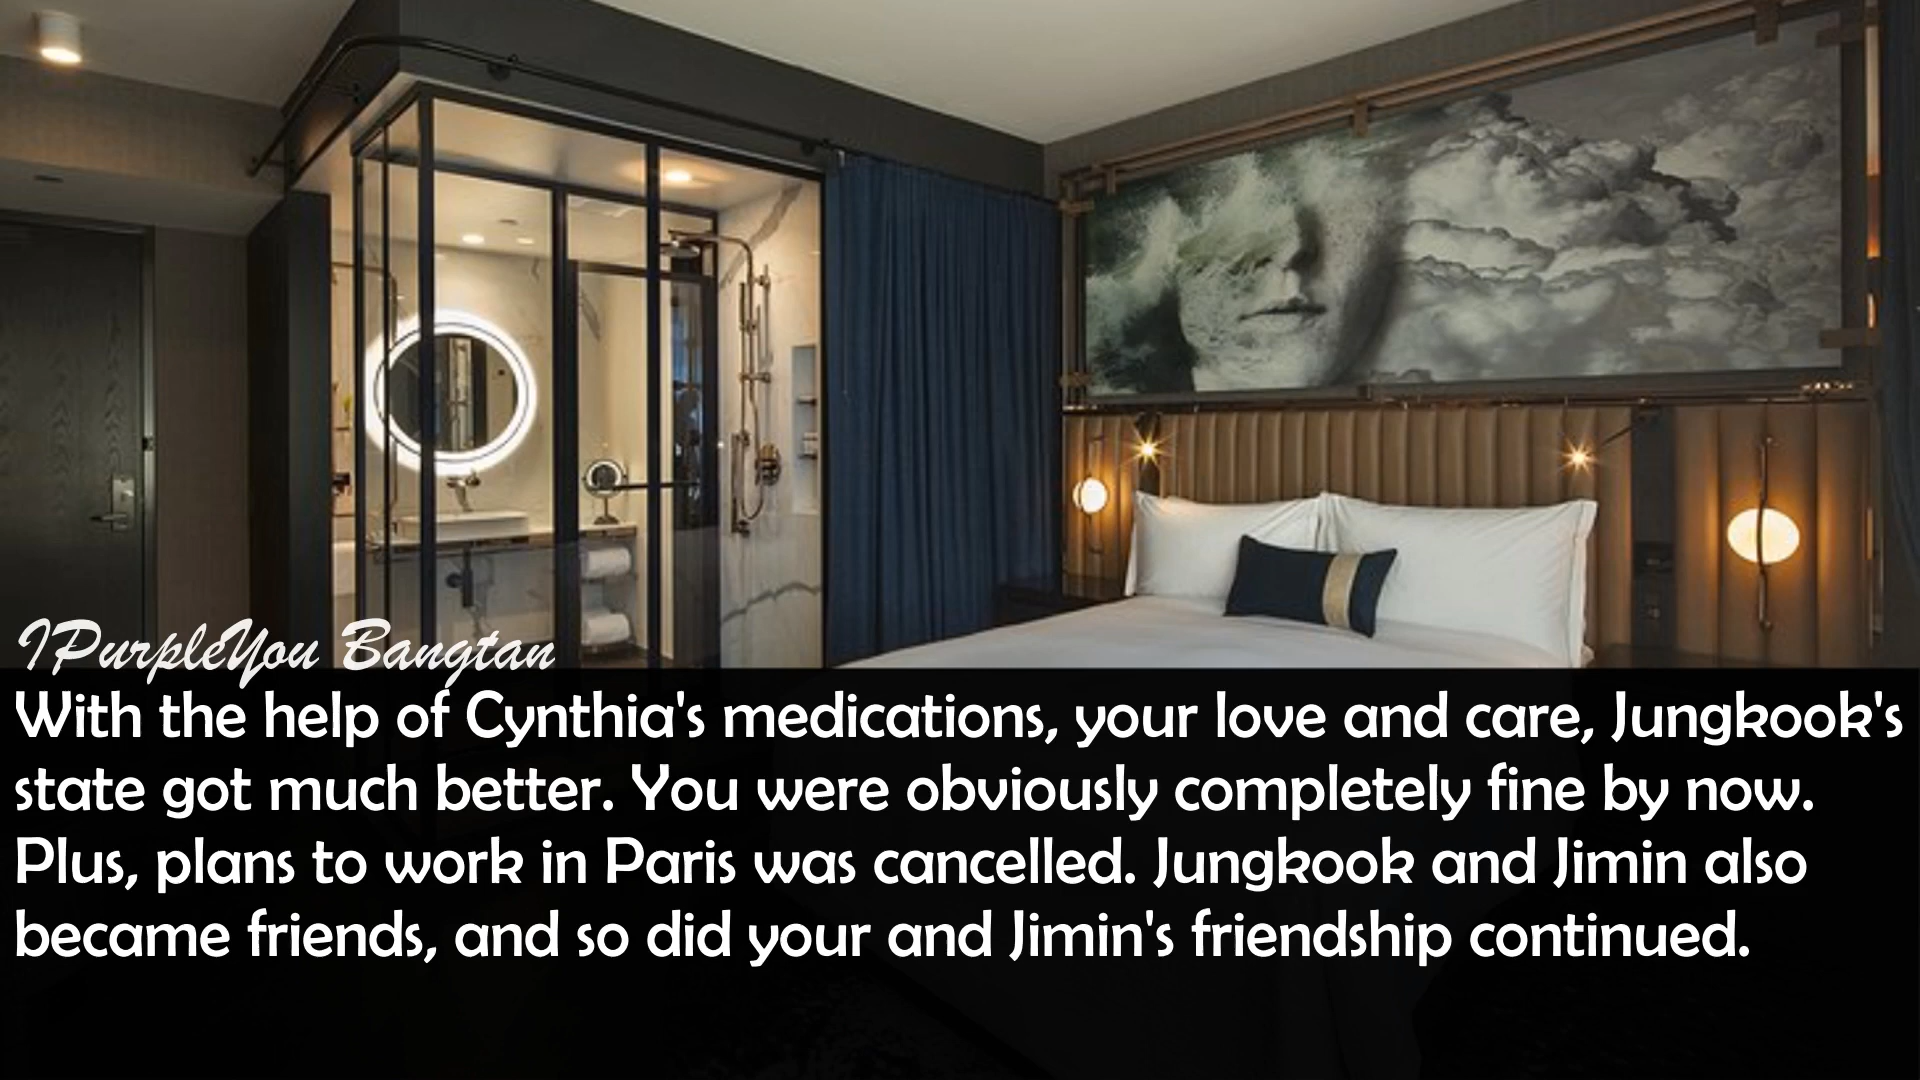 IPurpleYou Bangtan
With the help of Cynthia's medications, your love and care, Jungkook's
state got much better. You were obviously completely fine by now.
Plus, plans to work in Paris was cancelled. Jungkook and Jimin also
became friends, and so did your and Jimin's friendship continued.